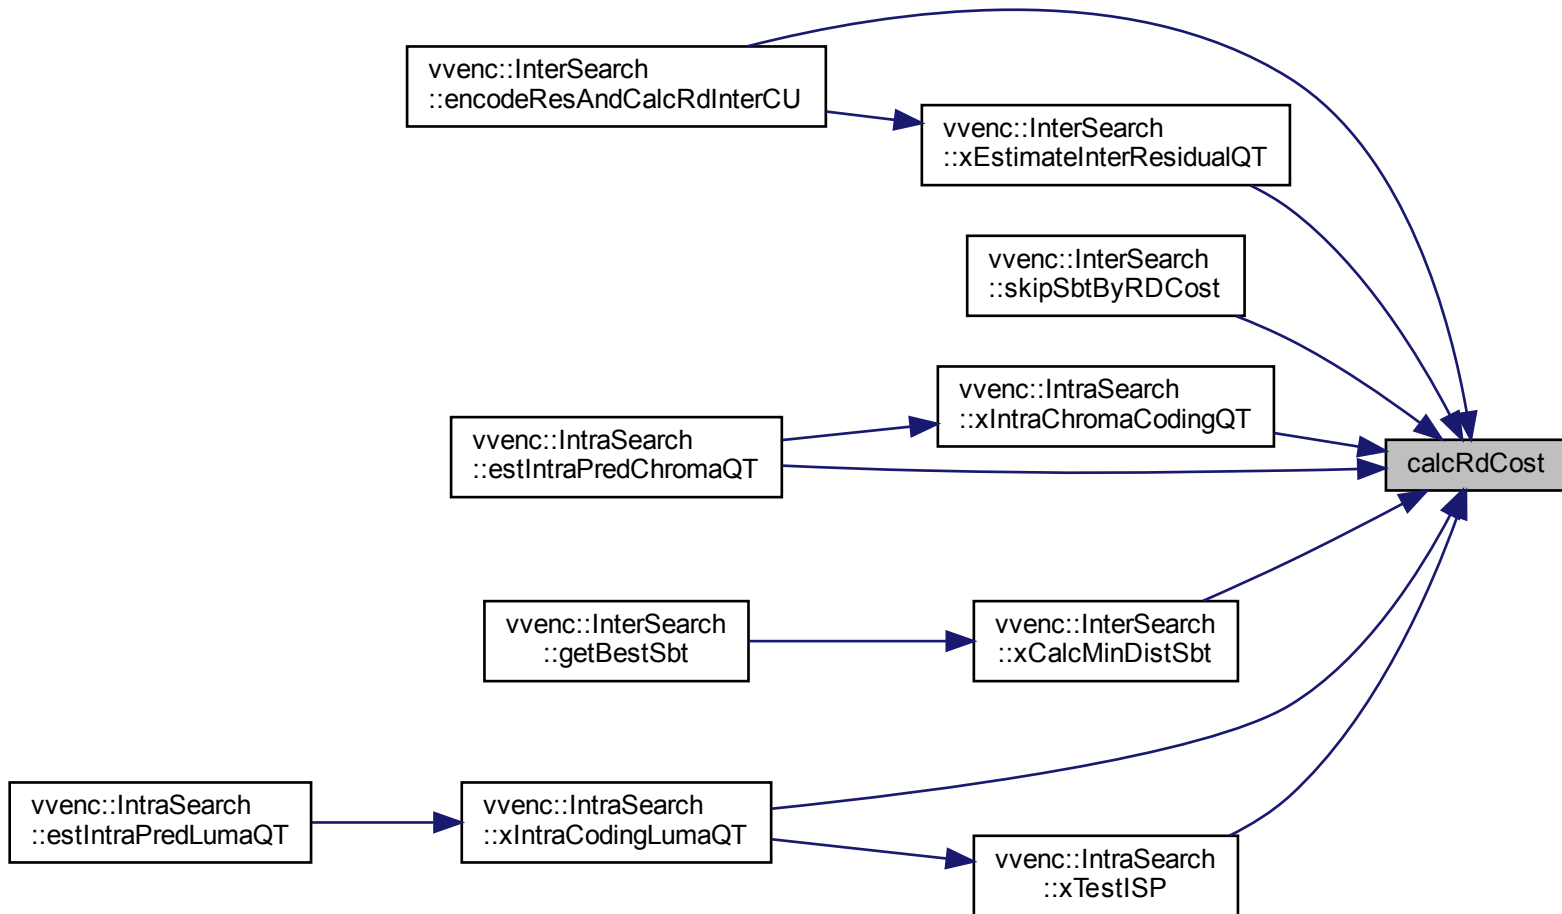 vvenc::InterSearch
::encodeResAndCalcRdInterCU
vvenc::InterSearch
::xEstimateInterResidualQT
vvenc::InterSearch
::skipSbtByRDCost
vvenc::IntraSearch
::xIntraChromaCodingQT
vvenc::IntraSearch
::estIntraPredChromaQT
calcRdCost
vvenc::InterSearch
::getBestSbt
vvenc::InterSearch
::xCalcMinDistSbt
vvenc::IntraSearch
::estIntraPredLumaQT
vvenc::IntraSearch
::xIntraCodingLumaQT
vvenc::IntraSearch
::xTestISP